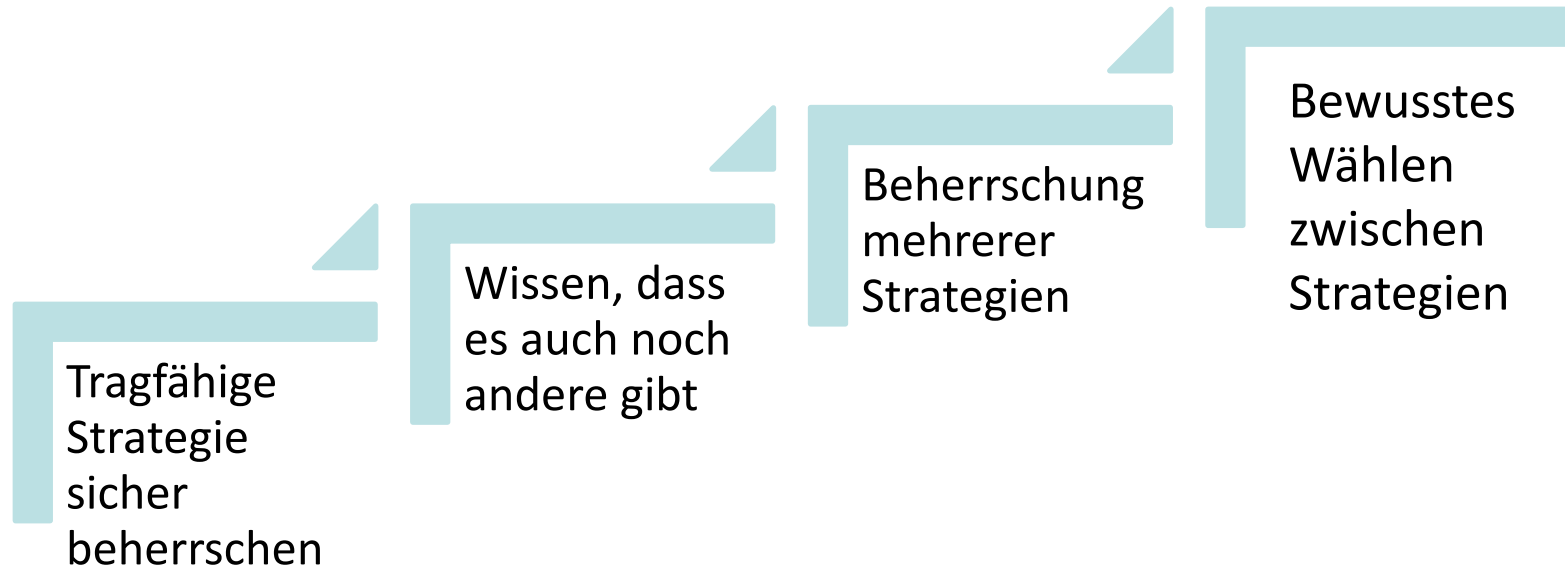 Tragfähige
Strategie
sicher
beherrschen
Wissen, dass
es auch noch
andere gibt
Beherrschung
mehrerer
Strategien
Bewusstes
Wählen
zwischen
Strategien